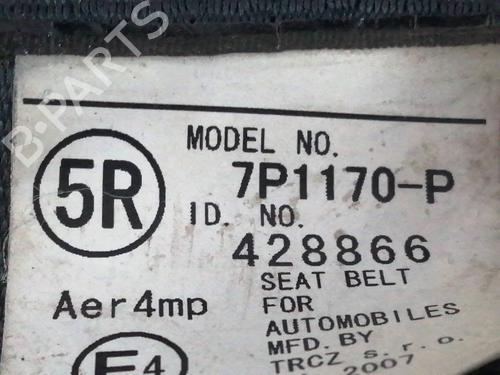 B-PARTS
MODEL NO.
5R 7P1170-P
ID. NO.
428866
Aer4mp
SEAT BELT
FOR
AUTOMOBILES
MFD. BY
E4 TRCZ s.r.o.
2007